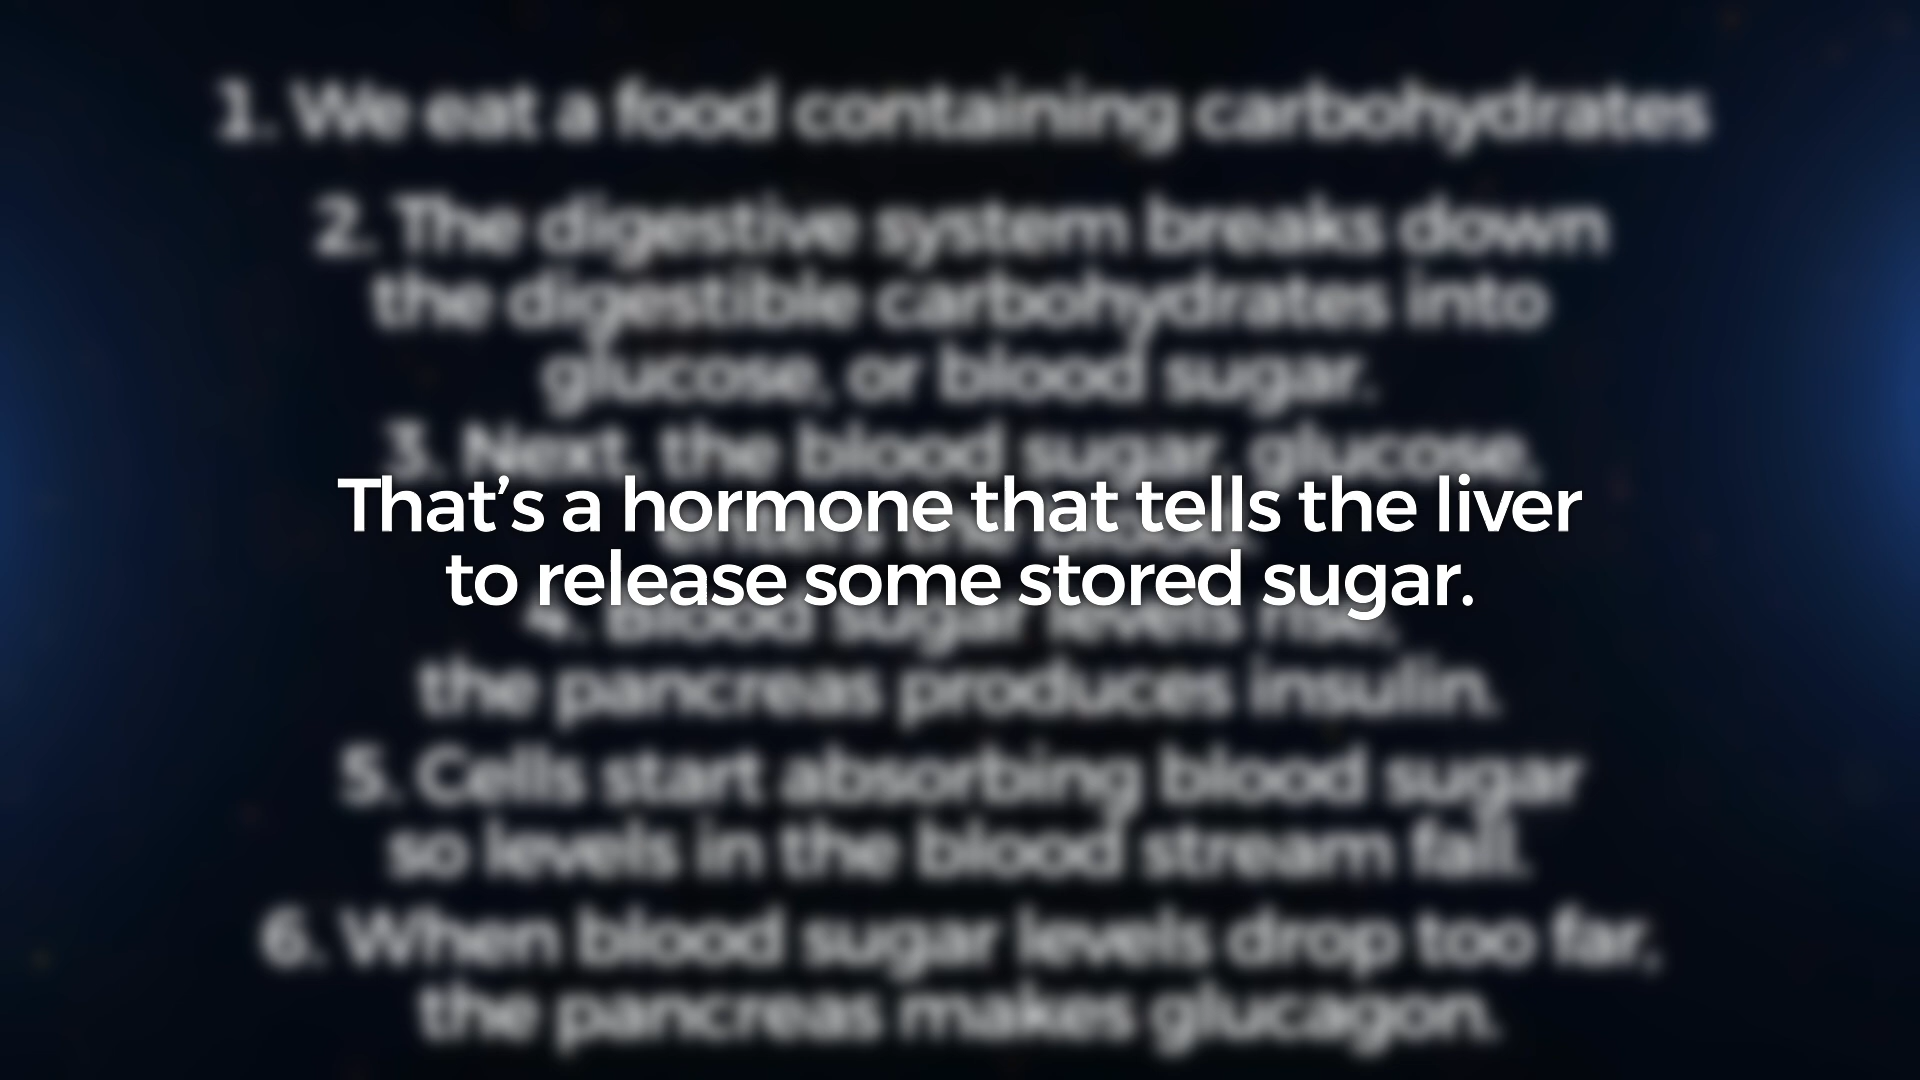 1. We eat a food containing carbohydrates
2. The digestive system breaks down
the digestible carbohydrates into
glucose, or blood sugar.
3. Next, the blood sugar, glucose,
That’s a hormone that tells the liver
enters the blood.
to release some stored sugar.
4. Blood sugar levels rise,
the pancreas produces insulin.
5. Cells start absorbing blood sugar
so levels in the blood stream fall.
6. When blood sugar levels drop too far,
the pancreas makes glucagon.